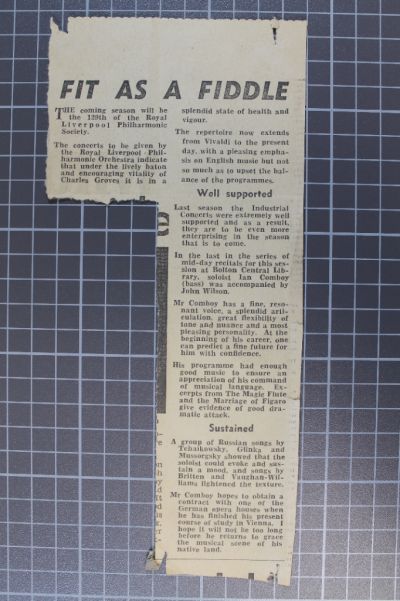 FIT AS A FIDDLE
THE coming season will be
the 129th of the Royal
Liverpool Philharmonic
Society.
The concerts to be given by
the Royal Liverpool Phil-
harmonic Orchestra indicate
that under the lively baton
and encouraging vitality of
Charles Groves it is in a
splendid state of health and
vigour.
The repertoire now extends
from Vivaldi to the present
day, with a pleasing empha-
sis on English music but not
so much as to upset the bal-
ance of the programmes.
Well supported
Last season the Industrial
Concerts were extremely well
supported and as a result,
they are to be even more
enterprising in the season
that is to come.
In the last in the series of
mid-day recitals for this ses-
sion at Bolton Central Lib-
rary, soloist Ian Comboy
(bass) was accompanied by
John Wilson.
Mr Comboy has a fine, reso-
nant voice, a splendid arti-
culation, great flexibility of
tone and nuance and a most
pleasing personality. At the
beginning of his career, one
can predict a fine future for
him with confidence.
His programme had enough
good music to ensure an
appreciation of his command
of musical language. Ex-
cerpts from The Magic Flute
and the Marriage of Figaro
give evidence of good dra-
matic attack.
Sustained
A group of Russian songs by
Tchaikowsky, Glinka and
Mussorgsky showed that the
soloist could evoke and sus-
tain a mood, and songs by
Britten and Vaughan-Wil-
liams lightened the texture.
Mr Comboy hopes to obtain a
contract with one of the
German opera houses when
he has finished his present
course of study in Vienna. I
hope it will not be too long
before he returns to grace
the musical scene of his
native land.